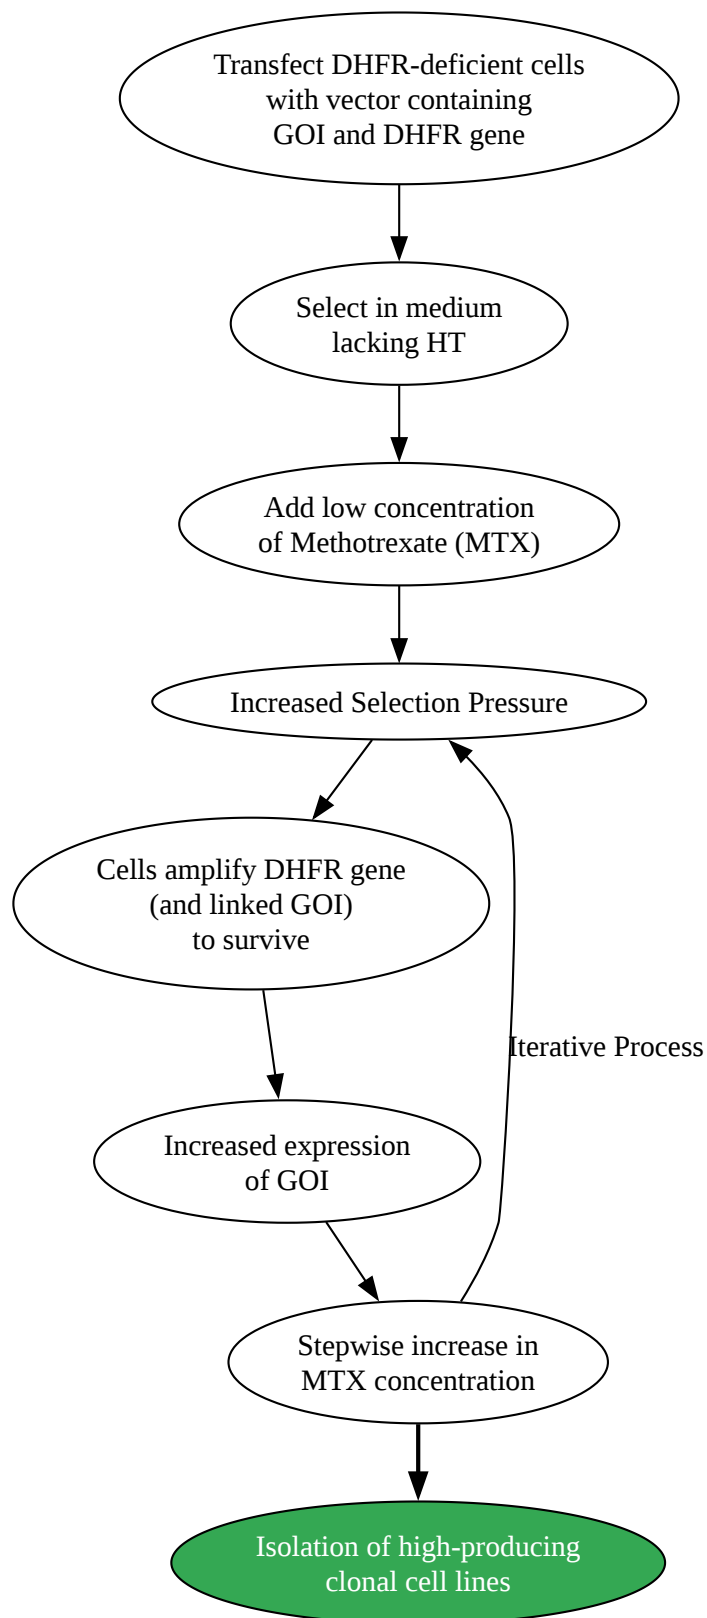 Transfect DHFR-deficient cells
with vector containing
GOI and DHFR gene
Select in medium
lacking HT
Add low concentration
of Methotrexate (MTX)
Increased Selection Pressure
Cells amplify DHFR gene
(and linked GOI)
to survive
Iterative Process
Increased expression
of GOI
Stepwise increase in
MTX concentration
Isolation of high-producing
clonal cell lines